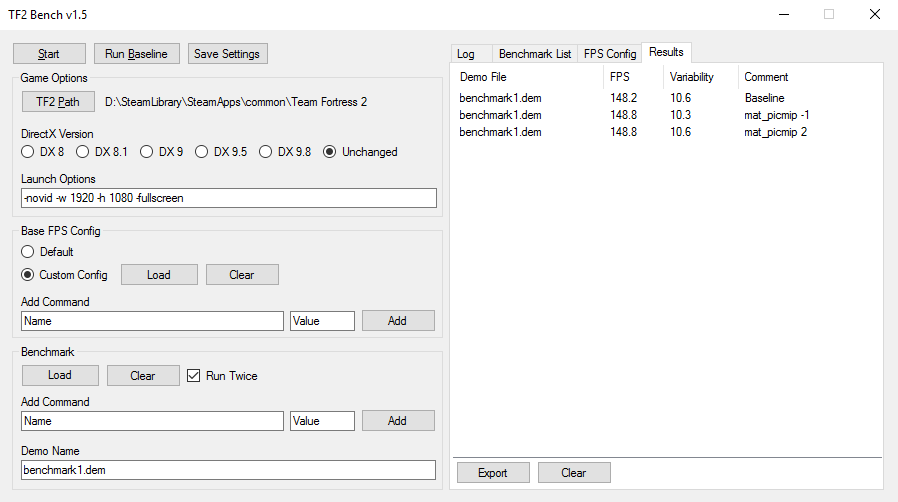 TF2 Bench v1.5
Start Run Baseline Save Settings
Game Options
TF2 Path D:\SteamLibrary\SteamApps\common\Team Fortress 2
DirectX Version
DX 8 DX 8.1 DX 9 DX 9.5 DX 9.8 Unchanged
Launch Options
-novid -w 1920 -h 1080 -fullscreen
Base FPS Config
Default
Custom Config Load Clear
Add Command
Name Value Add
Benchmark
Load Clear Run Twice
Add Command
Name Value Add
Demo Name
benchmark1.dem
Log Benchmark List FPS Config Results
Demo File FPS Variability Comment
benchmark1.dem 148.2 10.6 Baseline
benchmark1.dem 148.8 10.3 mat_picmip -1
benchmark1.dem 148.8 10.6 mat_picmip 2
Export Clear